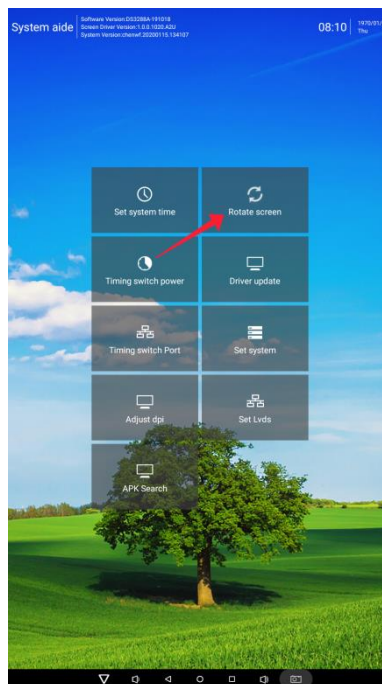 System aide
Software Version:D03288A-191018
Screen Driver Version:1.0.0.1020.A2U
System Version:chenwf.20200115.134107
08:10
1970/01/
Thu
Set system time
Rotate screen
Timing switch power
Driver update
Timing switch Port
Set system
Adjust dpi
Set Lvds
APK Search